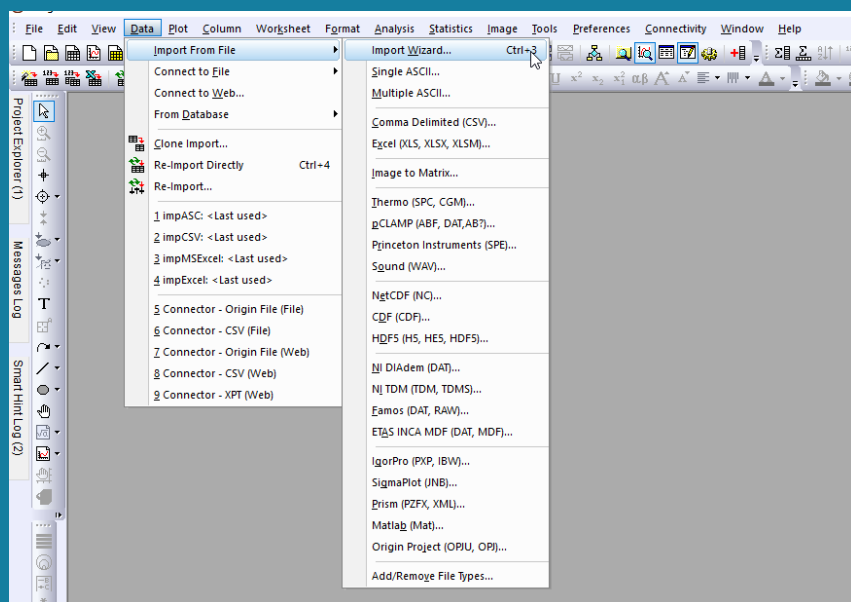 File Edit View Data Plot Column Worksheet Format Analysis Statistics Image Tools Preferences Connectivity Window Help
Import From File
Connect to File
Connect to Web...
From Database
Clone Import...
Re-Import Directly Ctrl+4
Re-Import...
1 impASC: <Last used>
2 impCSV: <Last used>
3 impMSExcel: <Last used>
4 impExcel: <Last used>
5 Connector - Origin File (File)
6 Connector - CSV (File)
7 Connector - Origin File (Web)
8 Connector - CSV (Web)
9 Connector - XPT (Web)
Import Wizard... Ctrl+3
Single ASCII...
Multiple ASCII...
Comma Delimited (CSV)...
Excel (XLS, XLSX, XLSM)...
Image to Matrix...
Thermo (SPC, CGM)...
pCLAMP (ABF, DAT,AB?)...
Princeton Instruments (SPE)...
Sound (WAV)...
NetCDF (NC)...
CDF (CDF)...
HDF5 (H5, HE5, HDF5)...
NI DIAdem (DAT)...
NI TDM (TDM, TDMS)...
Famos (DAT, RAW)...
ETAS INCA MDF (DAT, MDF)...
IgorPro (PXP, IBW)...
SigmaPlot (JNB)...
Prism (PZFX, XML)...
Matlab (Mat)...
Origin Project (OPJU, OPJ)...
Add/Remove File Types...
Project Explorer (1)
Messages Log
Smart Hint Log (2)